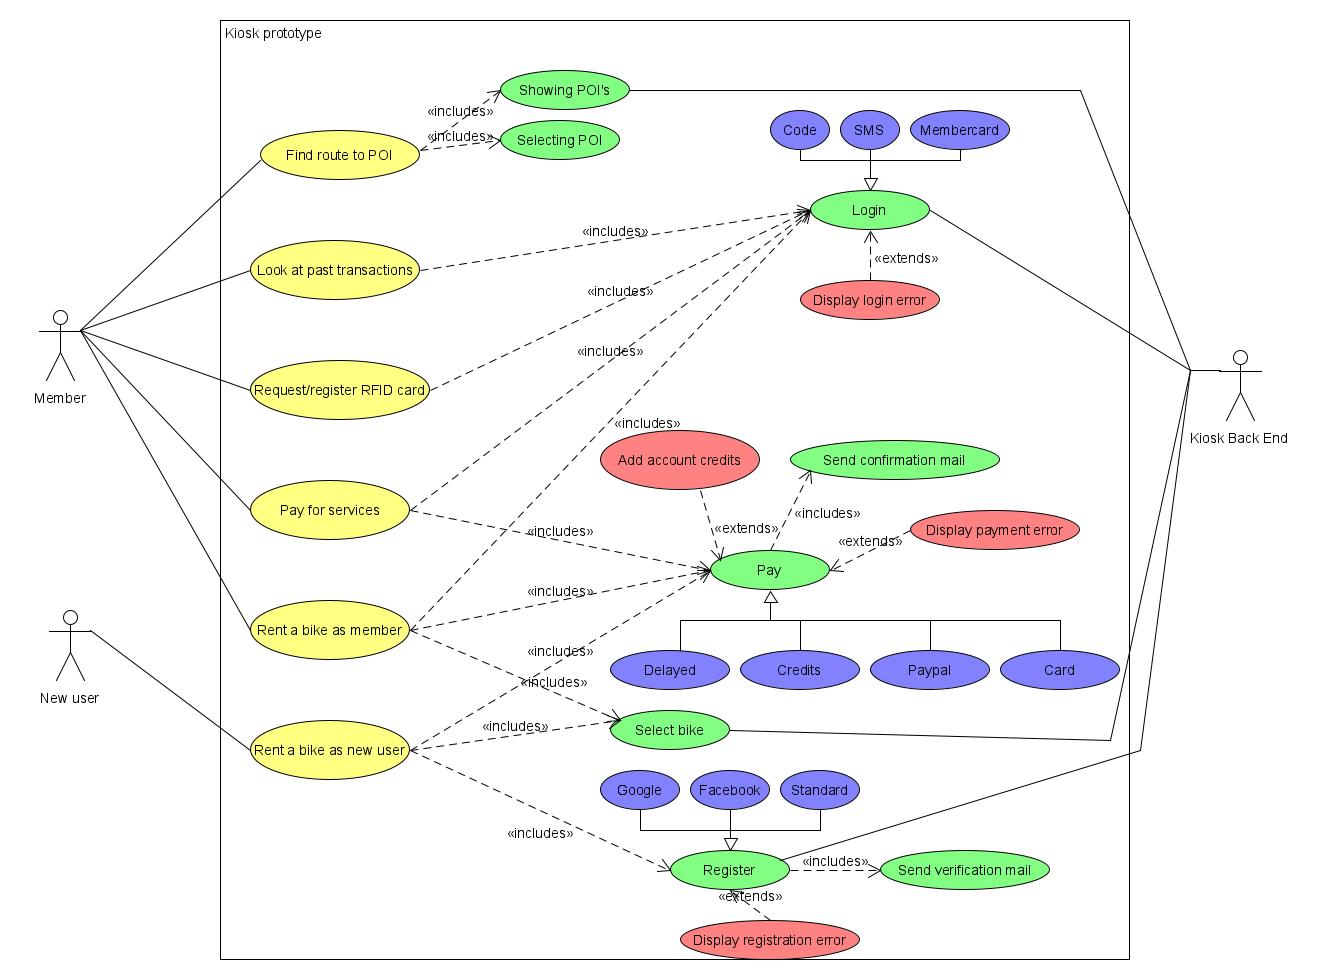 Kiosk prototype
Showing POI's
«includes»
Code
SMS
Membercard
«includes»
Selecting POI
Find route to POI
Login
«includes»
«extends»
Look at past transactions
«includes»
Display login error
Member
«includes»
Request/register RFID card
Kiosk Back End
«includes»
Add account credits
Send confirmation mail
Pay for services
«includes»
«extends»
«includes»
Display payment error
«extends»
Pay
«includes»
Rent a bike as member
«includes»
Delayed
Credits
Paypal
Card
«includes»
New user
«includes»
Select bike
Rent a bike as new user
Google
Facebook
Standard
«includes»
Register
«includes»
Send verification mail
«extends»
Display registration error